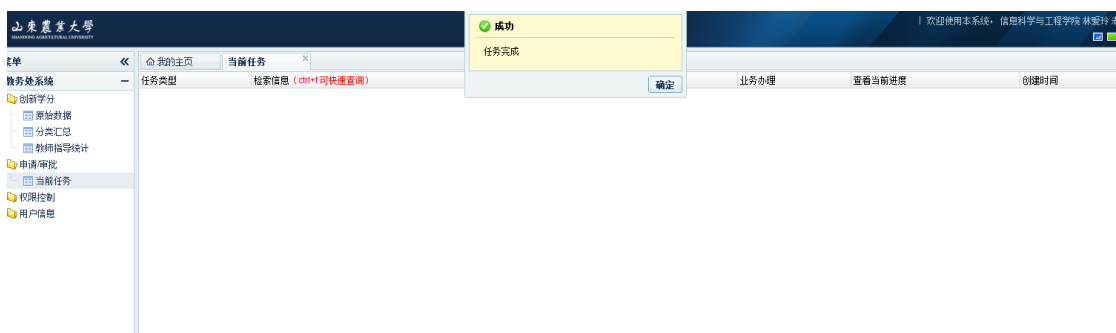 山東農業大學
SHANDONG AGRICULTURAL UNIVERSITY
欢迎使用本系统，信息科学与工程学院 林爱玲
成功
任务完成
确定
菜单
我的主页
当前任务
教务处系统
任务类型
检索信息（ctrl+f 可快速查询）
业务办理
查看当前进度
创建时间
创新学分
原始数据
分类汇总
教师指导统计
申请/审批
当前任务
权限控制
用户信息